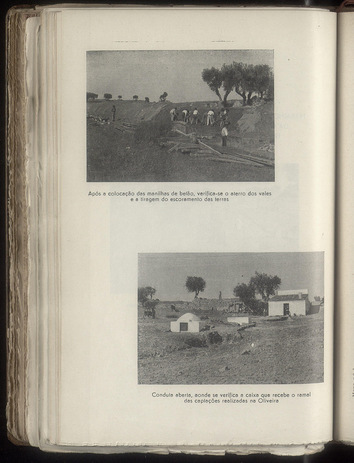 Após a colocação das manilhas de betão, verifica-se o aterro dos vales
e a tiragem do escoramento das terras
Conduta aberta, aonde se verifica a caixa que recebe o ramal
das captações realizadas na Oliveira